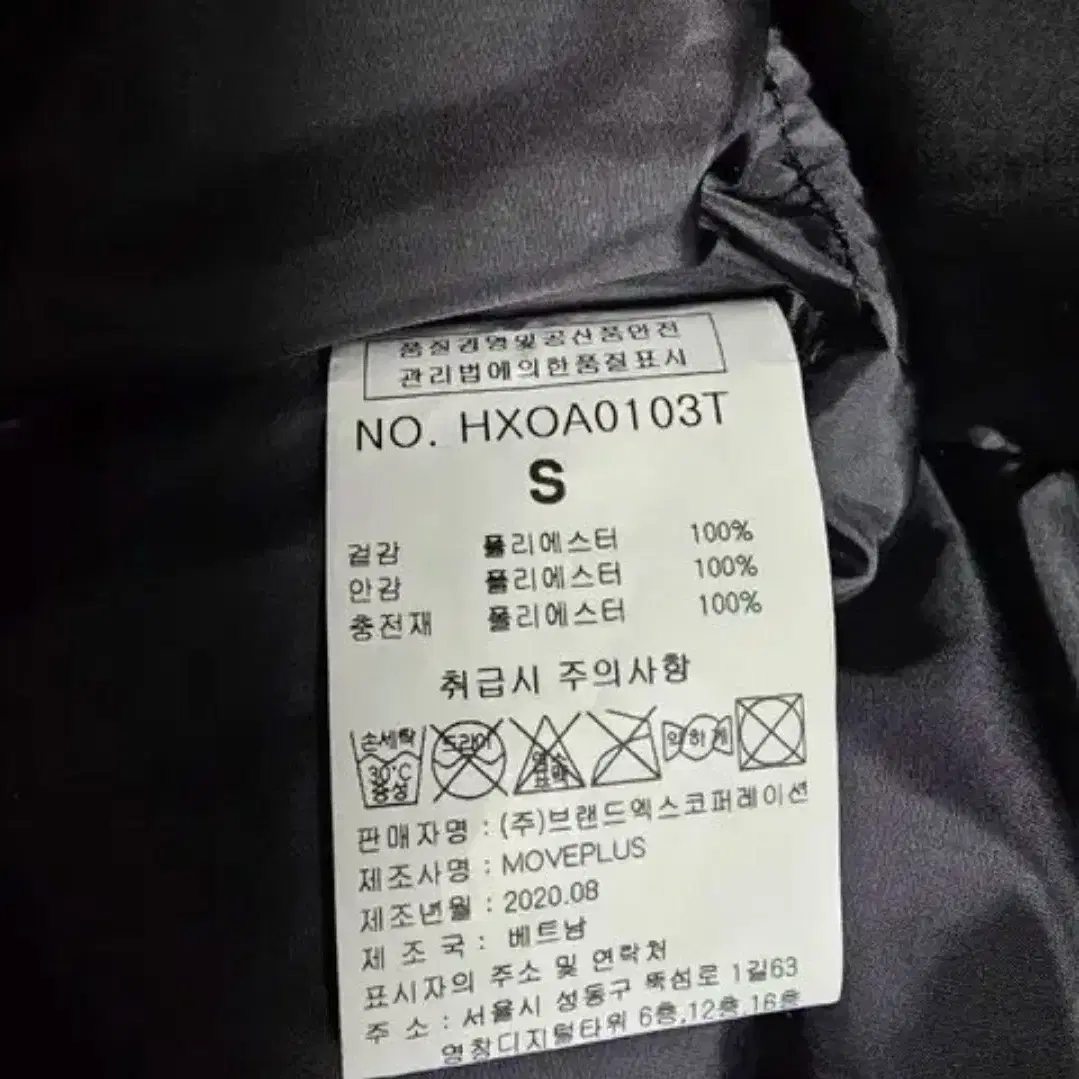 품질경영및공산품안전
관리법에의한품질표시
NO. HXOA0103T
S
겉감 폴리에스터 100%
안감 폴리에스터 100%
충전재 폴리에스터 100%
취급시 주의사항
손세탁 드라이 염소 표백 약하게
30°C
중성
판매자명 : (주)브랜드엑스코퍼레이션
제조사명 : MOVEPLUS
제조년월 : 2020.08
제 조 국 : 베트남
표시자의 주소 및 연락처
주 소 : 서울시 성동구 뚝섬로 1길63
영창디지털타워 6층,12층,16층